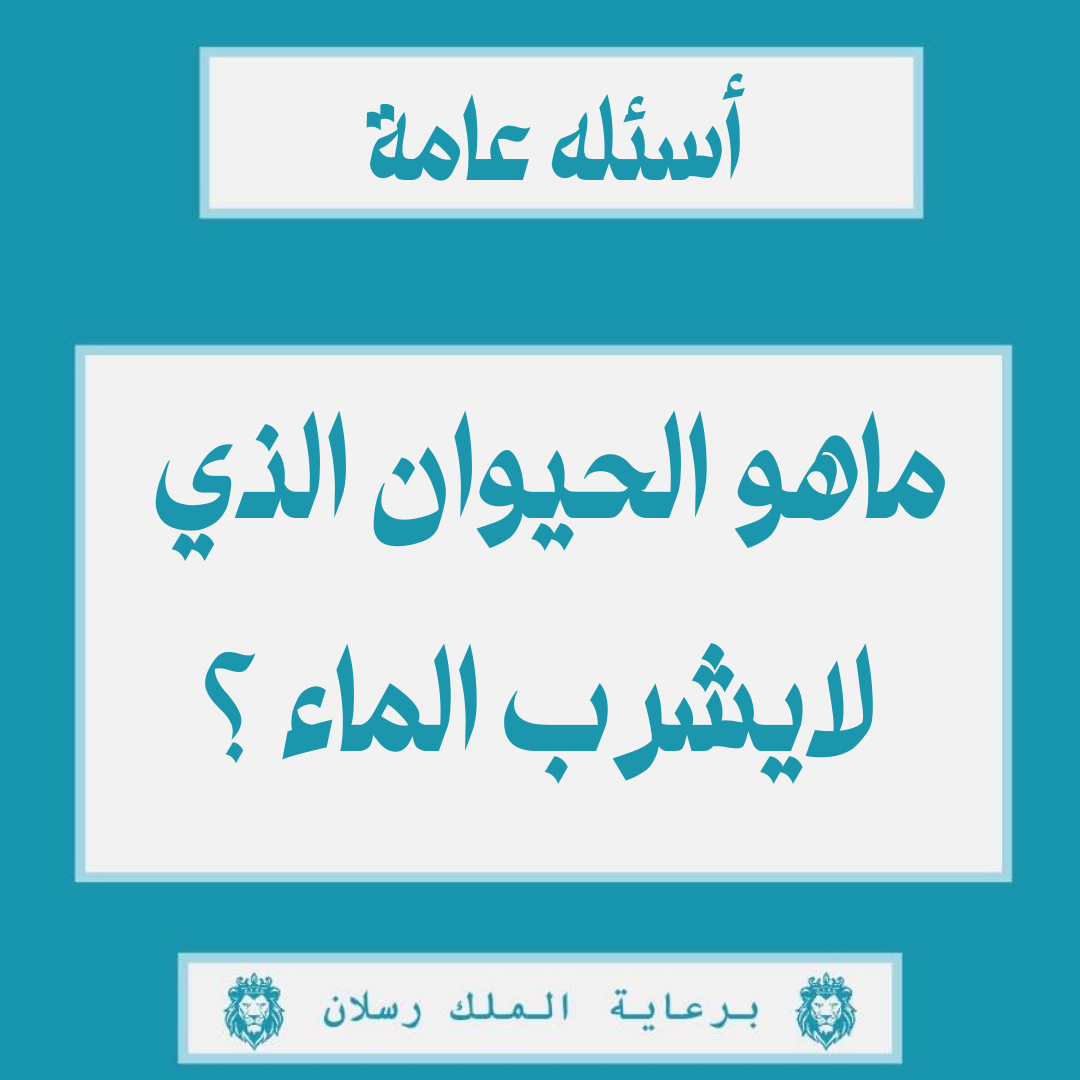 أسئله عامة
ماهو الحيوان الذي
لايشرب الماء ؟
برعاية الملك رسلان